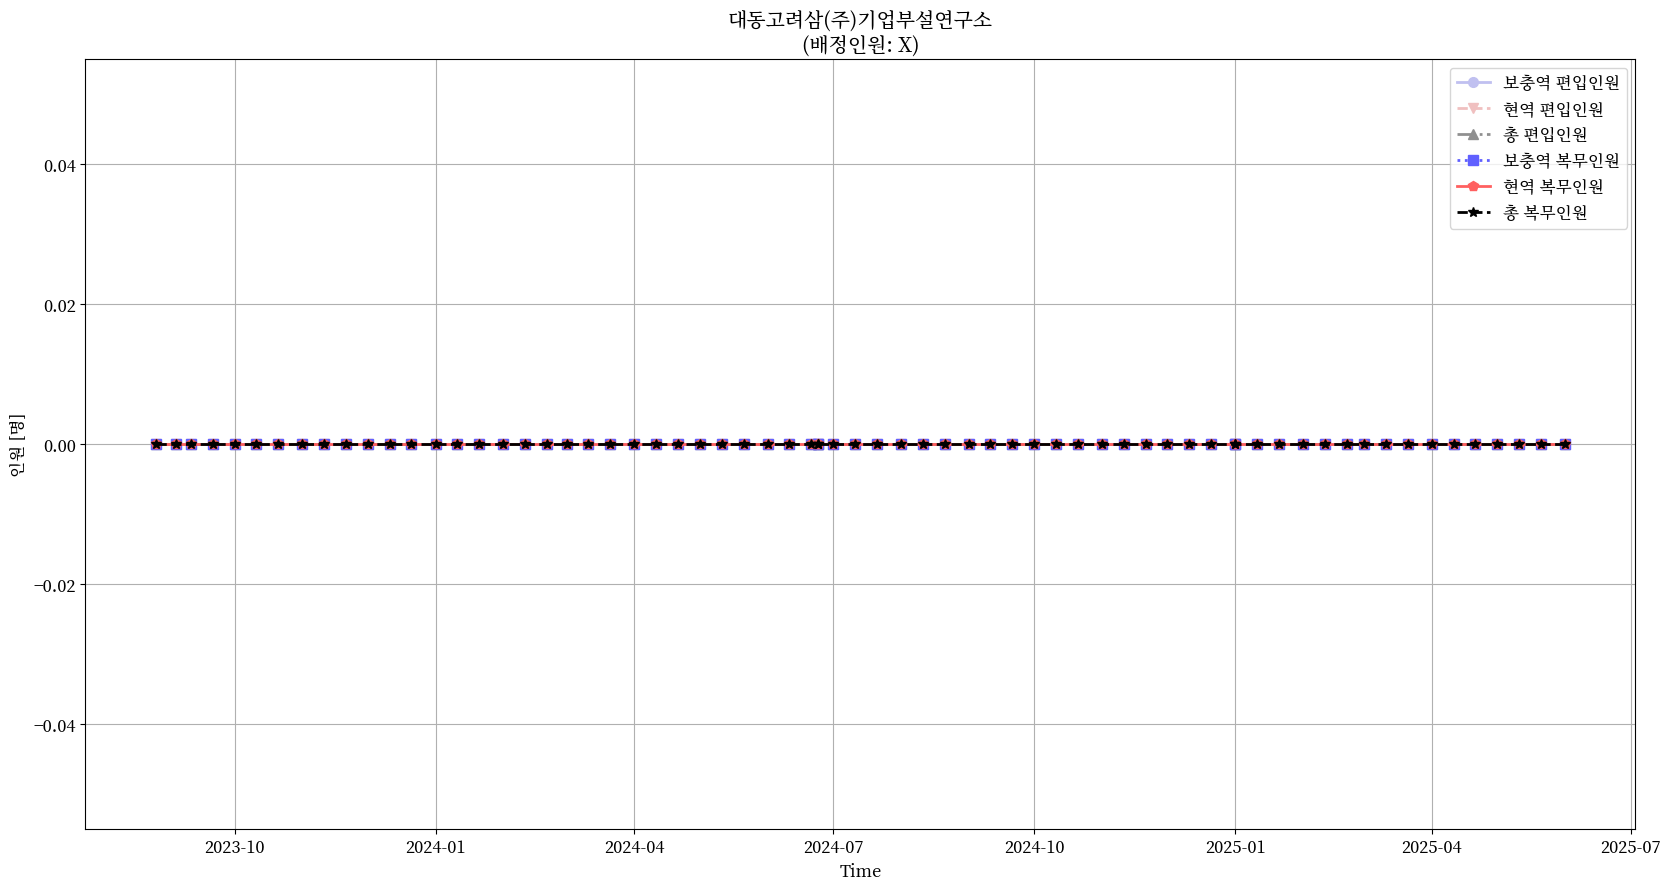 대동고려삼(주)기업부설연구소
(배정인원: X)
보충역 편입인원
현역 편입인원
총 편입인원
보충역 복무인원
현역 복무인원
총 복무인원
인원 [명]
0.04
0.02
0.00
−0.02
−0.04
2023-10
2024-01
2024-04
2024-07
2024-10
2025-01
2025-04
2025-07
Time